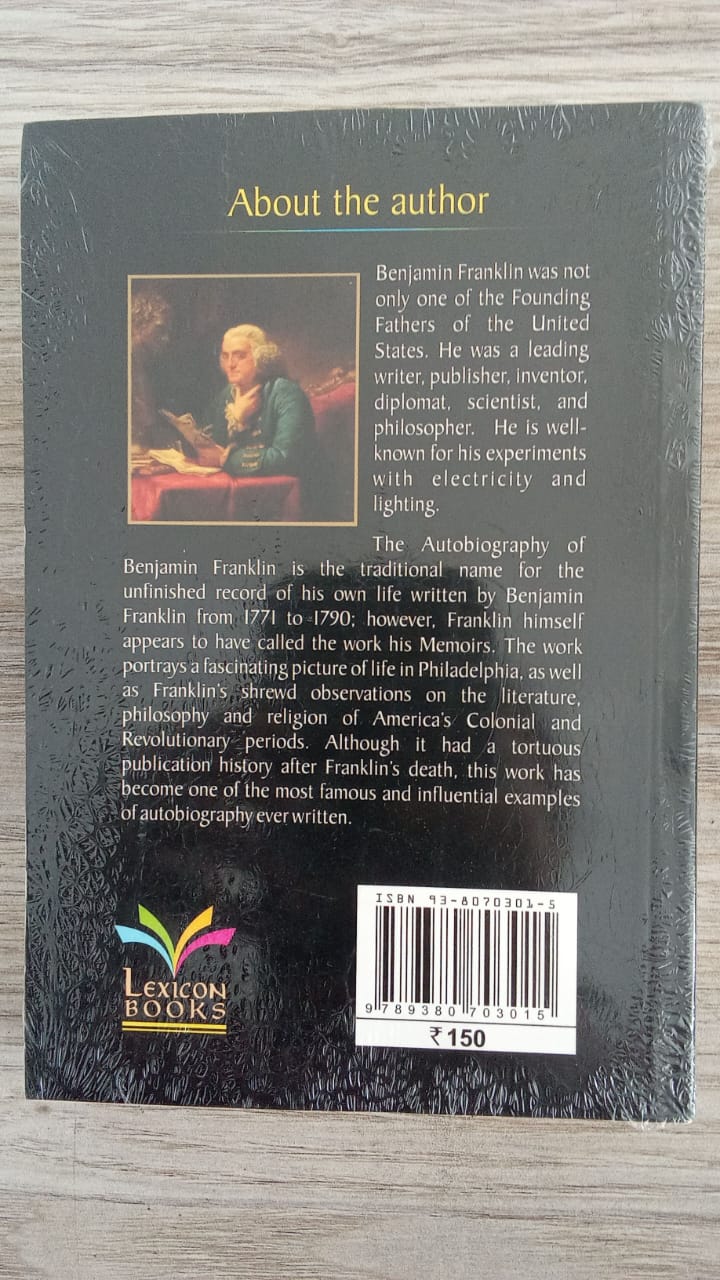 About the author
Benjamin Franklin was not
only one of the Founding
Fathers of the United
States. He was a leading
writer, publisher, inventor,
diplomat, scientist, and
philosopher. He is well-
known for his experiments
with electricity and
lighting.
The Autobiography of
Benjamin Franklin is the traditional name for the
unfinished record of his own life written by Benjamin
Franklin from 1771 to 1790; however, Franklin himself
appears to have called the work his Memoirs. The work
portrays a fascinating picture of life in Philadelphia, as well
as Franklin's shrewd observations on the literature,
philosophy and religion of America's Colonial and
Revolutionary periods. Although it had a tortuous
publication history after Franklin's death, this work has
become one of the most famous and influential examples
of autobiography ever written.
ISBN 93-8070301-5
9 789380 703015
₹ 150
LEXICON
BOOKS